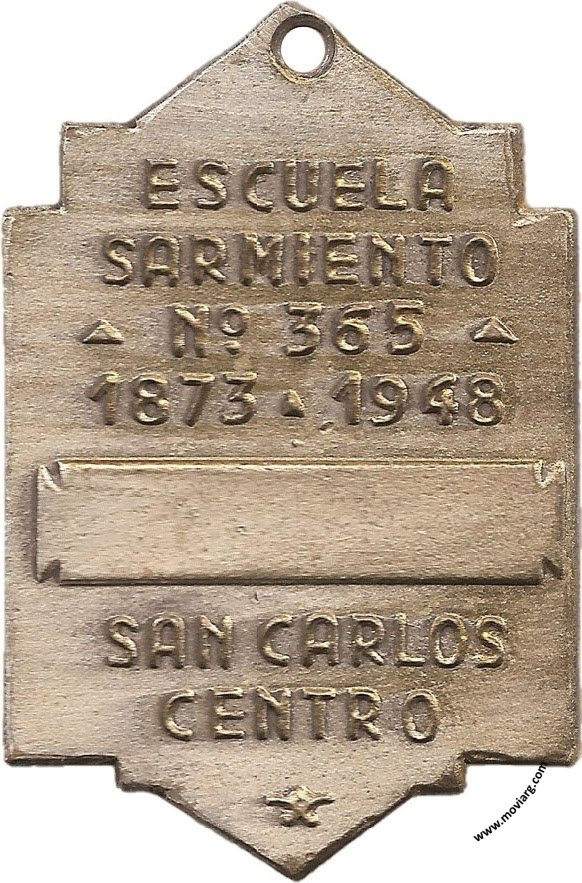 ESCUELA
SARMIENTO
Nº 365
1873 1948
SAN CARLOS
CENTRO
www.moviarg.com